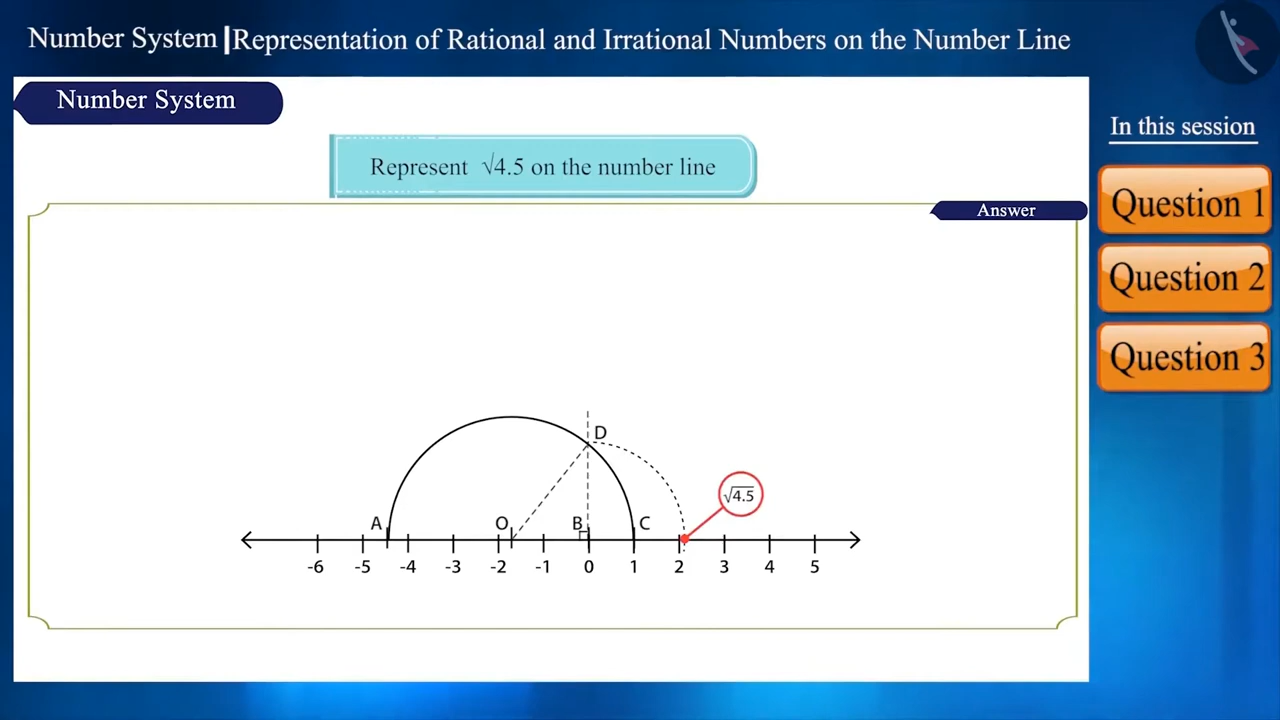 Number System | Representation of Rational and Irrational Numbers on the Number Line
Number System
In this session
Represent √4.5 on the number line
Question 1
Answer
Question 2
Question 3
D
√4.5
A O B C
-6 -5 -4 -3 -2 -1 0 1 2 3 4 5